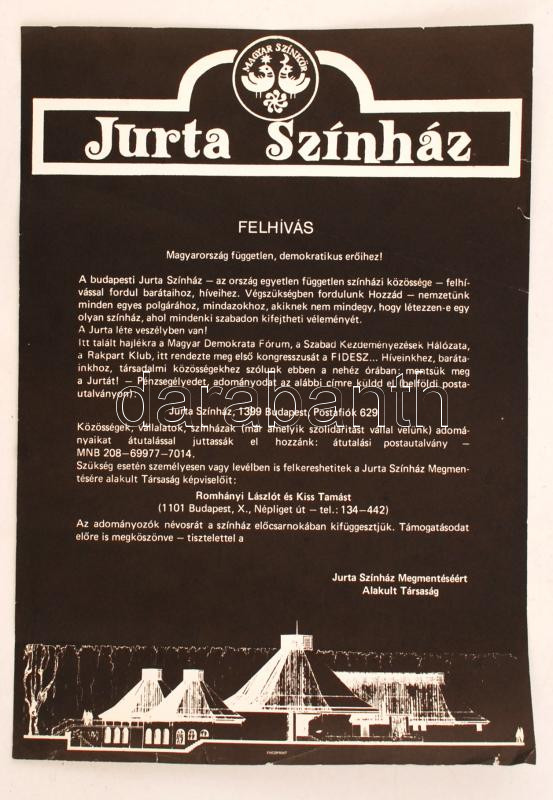 MAGYAR SZÍNKÖR
Jurta Színház
FELHÍVÁS
Magyarország független, demokratikus erőihez!
A budapesti Jurta Színház – az ország egyetlen független színházi közössége – felhí-
vással fordul barátaihoz, híveihez. Végszükségben fordulunk Hozzád – nemzetünk
minden egyes polgárához, mindazokhoz, akiknek nem mindegy, hogy létezzen-e egy
olyan színház, ahol mindenki szabadon kifejtheti véleményét.
A Jurta léte veszélyben van!
Itt talált hajlékra a Magyar Demokrata Fórum, a Szabad Kezdeményezések Hálózata,
a Rakpart Klub, itt rendezte meg első kongresszusát a FIDESZ... Híveinkhez, bará-
tainkhoz, társadalmi közösségekhez szólunk ebben a nehéz órában: mentsük meg
a Jurtát! – Pénzsegélyedet, adományodat az alábbi címre küldd el (belföldi posta-
utalványon):
Jurta Színház, 1399 Budapest, Postafiók 629
Közösségek, vállalatok, színházak (már amelyik szolidaritást vállal velünk) adomá-
nyaikat átutalással juttassák el hozzánk: átutalási postautalvány –
MNB 208–69977–7014.
Szükség esetén személyesen vagy levélben is felkereshetitek a Jurta Színház Megmen-
tésére alakult Társaság képviselőit:
Romhányi Lászlót és Kiss Tamást
(1101 Budapest, X., Népliget út – tel.: 134–442)
Az adományozók névosrát a színház előcsarnokában kifüggesztjük. Támogatásodat
előre is megköszönve – tisztelettel a
Jurta Színház Megmentéséért
Alakult Társaság
darabanth